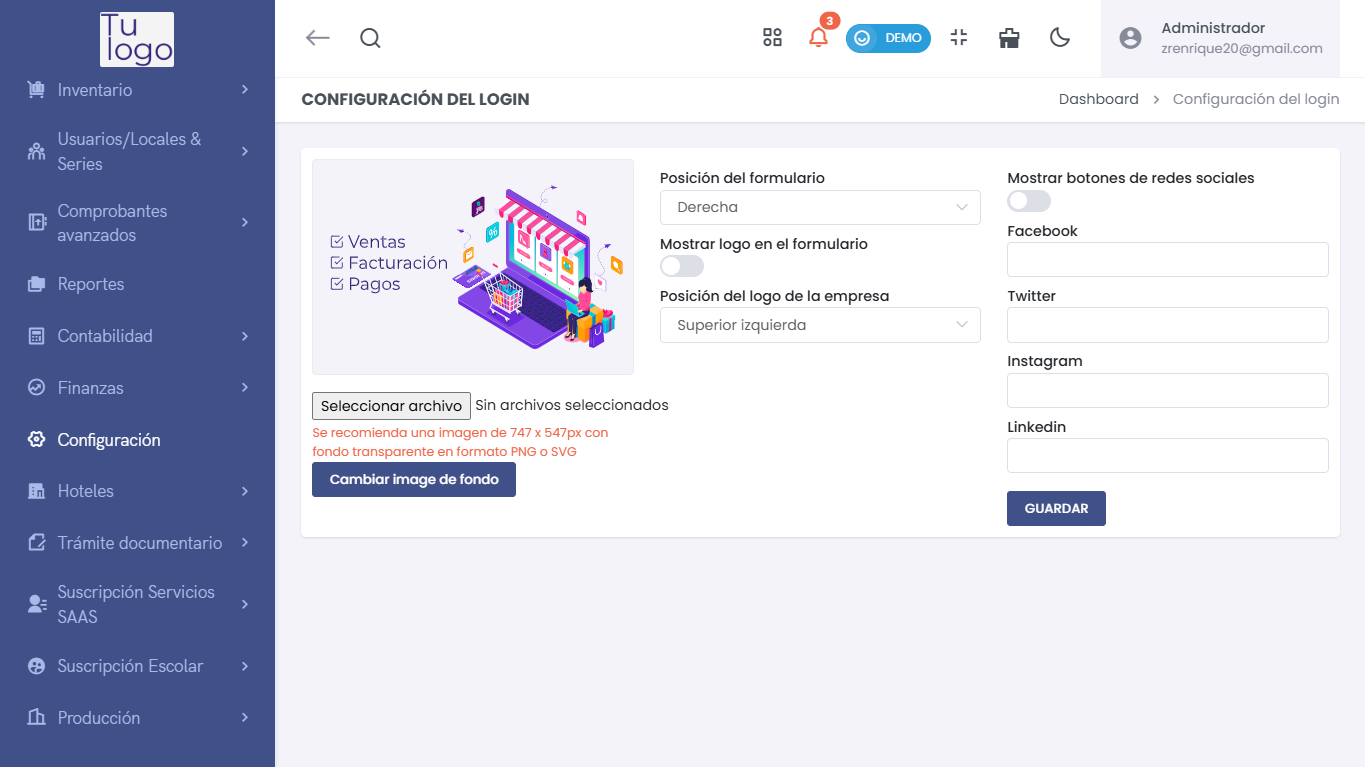 Tu
logo
Inventario
Usuarios/Locales &
Series
Comprobantes
avanzados
Reportes
Contabilidad
Finanzas
Configuración
Hoteles
Trámite documentario
Suscripción Servicios
SAAS
Suscripción Escolar
Producción
3
DEMO
Administrador
zrenrique20@gmail.com
CONFIGURACIÓN DEL LOGIN
Dashboard > Configuración del login
Ventas
Facturación
Pagos
%
Seleccionar archivo Sin archivos seleccionados
Se recomienda una imagen de 747 x 547px con
fondo transparente en formato PNG o SVG
Cambiar image de fondo
Posición del formulario
Derecha
Mostrar logo en el formulario
Posición del logo de la empresa
Superior izquierda
Mostrar botones de redes sociales
Facebook
Twitter
Instagram
Linkedin
GUARDAR